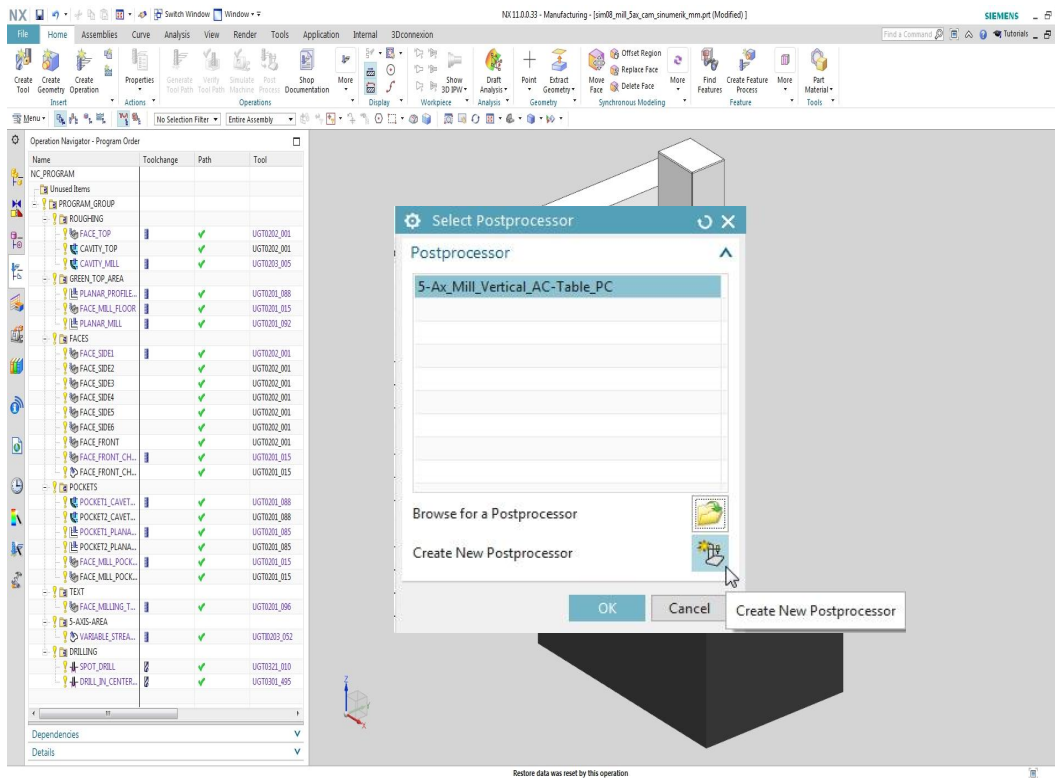 NX Switch Window Window NX 11.0.0.33 - Manufacturing - [sim08_mill_5ax_cam_sinumerik_mm.prt (Modified) ] SIEMENS
File Home Assemblies Curve Analysis View Render Tools Application Internal 3Dconnexion Find a Command Tutorials
Create Tool Create Geometry Create Operation Properties Generate Tool Path Verify Tool Path Simulate Machine Post Process Shop Documentation More Show 3D IPW Draft Analysis Point Extract Geometry Move Face Offset Region Replace Face Delete Face More Find Features Create Feature Process More Part Material
Insert Actions Operations Display Workpiece Analysis Geometry Synchronous Modeling Feature Tools
Menu No Selection Filter Entire Assembly
Operation Navigator - Program Order
Name Toolchange Path Tool
NC_PROGRAM
Unused Items
PROGRAM_GROUP
ROUGHING
FACE_TOP UGT0202_001
CAVITY_TOP UGT0202_001
CAVITY_MILL UGT0203_005
GREEN_TOP_AREA
PLANAR_PROFILE... UGT0201_088
FACE_MILL_FLOOR UGT0201_015
PLANAR_MILL UGT0201_092
FACES
FACE_SIDE1 UGT0202_001
FACE_SIDE2 UGT0202_001
FACE_SIDE3 UGT0202_001
FACE_SIDE4 UGT0202_001
FACE_SIDE5 UGT0202_001
FACE_SIDE6 UGT0202_001
FACE_FRONT UGT0202_001
FACE_FRONT_CH... UGT0201_015
FACE_FRONT_CH... UGT0201_015
POCKETS
POCKET1_CAVET... UGT0201_088
POCKET2_CAVET... UGT0201_088
POCKET1_PLANA... UGT0201_085
POCKET2_PLANA... UGT0201_085
FACE_MILL_POCK... UGT0201_015
FACE_MILL_POCK... UGT0201_015
TEXT
FACE_MILLING_T... UGT0201_096
5-AXIS-AREA
VARIABLE_STREA... UGTI0203_052
DRILLING
SPOT_DRILL UGT0321_010
DRILL_IN_CENTER... UGT0301_495
Dependencies
Details
Select Postprocessor
Postprocessor
5-Ax_Mill_Vertical_AC-Table_PC
Browse for a Postprocessor
Create New Postprocessor
OK Cancel
Create New Postprocessor
Z
X
Restore data was reset by this operation